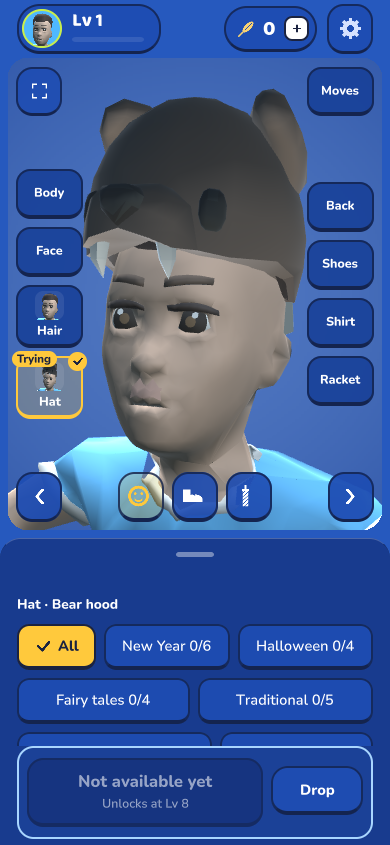 Lv 1
0
+
Moves
Body
Back
Face
Shoes
Hair
Shirt
Trying
Hat
Racket
Hat · Bear hood
All
New Year 0/6
Halloween 0/4
Fairy tales 0/4
Traditional 0/5
Not available yet
Unlocks at Lv 8
Drop